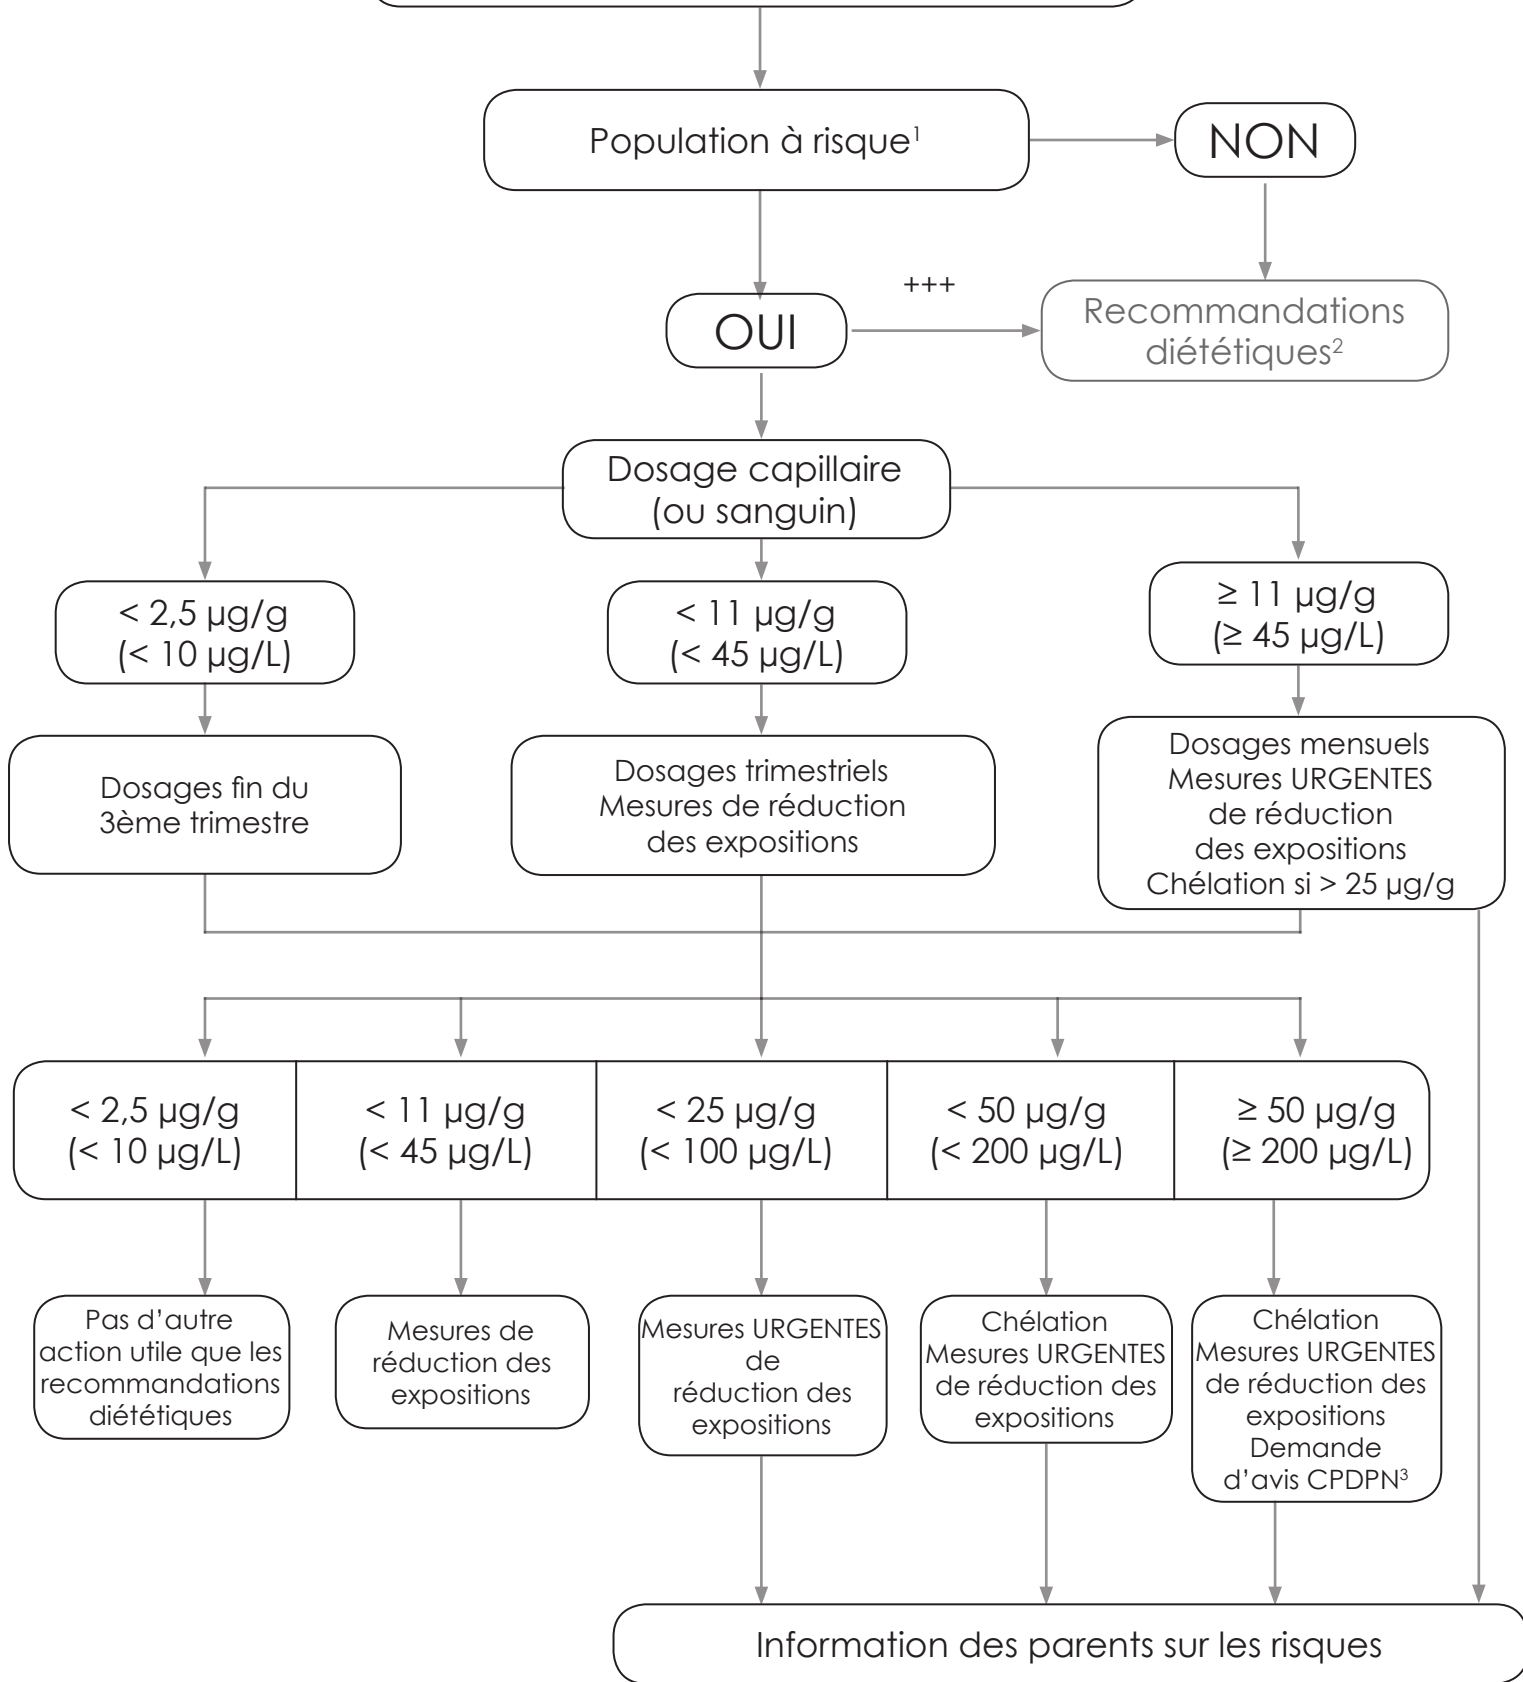 Population à risque¹
NON
+++
OUI
Recommandations
diététiques²
Dosage capillaire
(ou sanguin)
< 2,5 µg/g
(< 10 µg/L)
< 11 µg/g
(< 45 µg/L)
≥ 11 µg/g
(≥ 45 µg/L)
Dosages fin du
3ème trimestre
Dosages trimestriels
Mesures de réduction
des expositions
Dosages mensuels
Mesures URGENTES
de réduction
des expositions
Chélation si > 25 µg/g
< 2,5 µg/g
(< 10 µg/L)
< 11 µg/g
(< 45 µg/L)
< 25 µg/g
(< 100 µg/L)
< 50 µg/g
(< 200 µg/L)
≥ 50 µg/g
(≥ 200 µg/L)
Pas d’autre
action utile que les
recommandations
diététiques
Mesures de
réduction des
expositions
Mesures URGENTES
de
réduction des
expositions
Chélation
Mesures URGENTES
de réduction des
expositions
Chélation
Mesures URGENTES
de réduction des
expositions
Demande
d’avis CPDPN³
Information des parents sur les risques